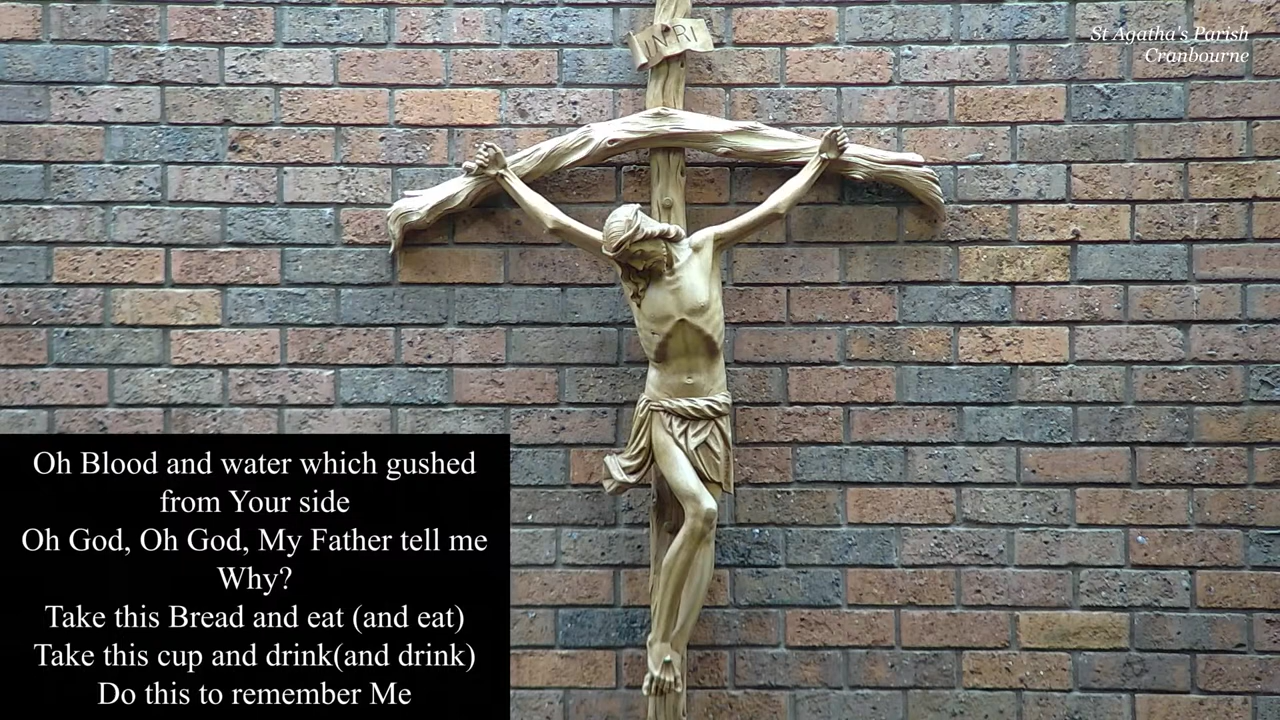 INRI
St Agatha's Parish
Cranbourne
Oh Blood and water which gushed
from Your side
Oh God, Oh God, My Father tell me
Why?
Take this Bread and eat (and eat)
Take this cup and drink(and drink)
Do this to remember Me